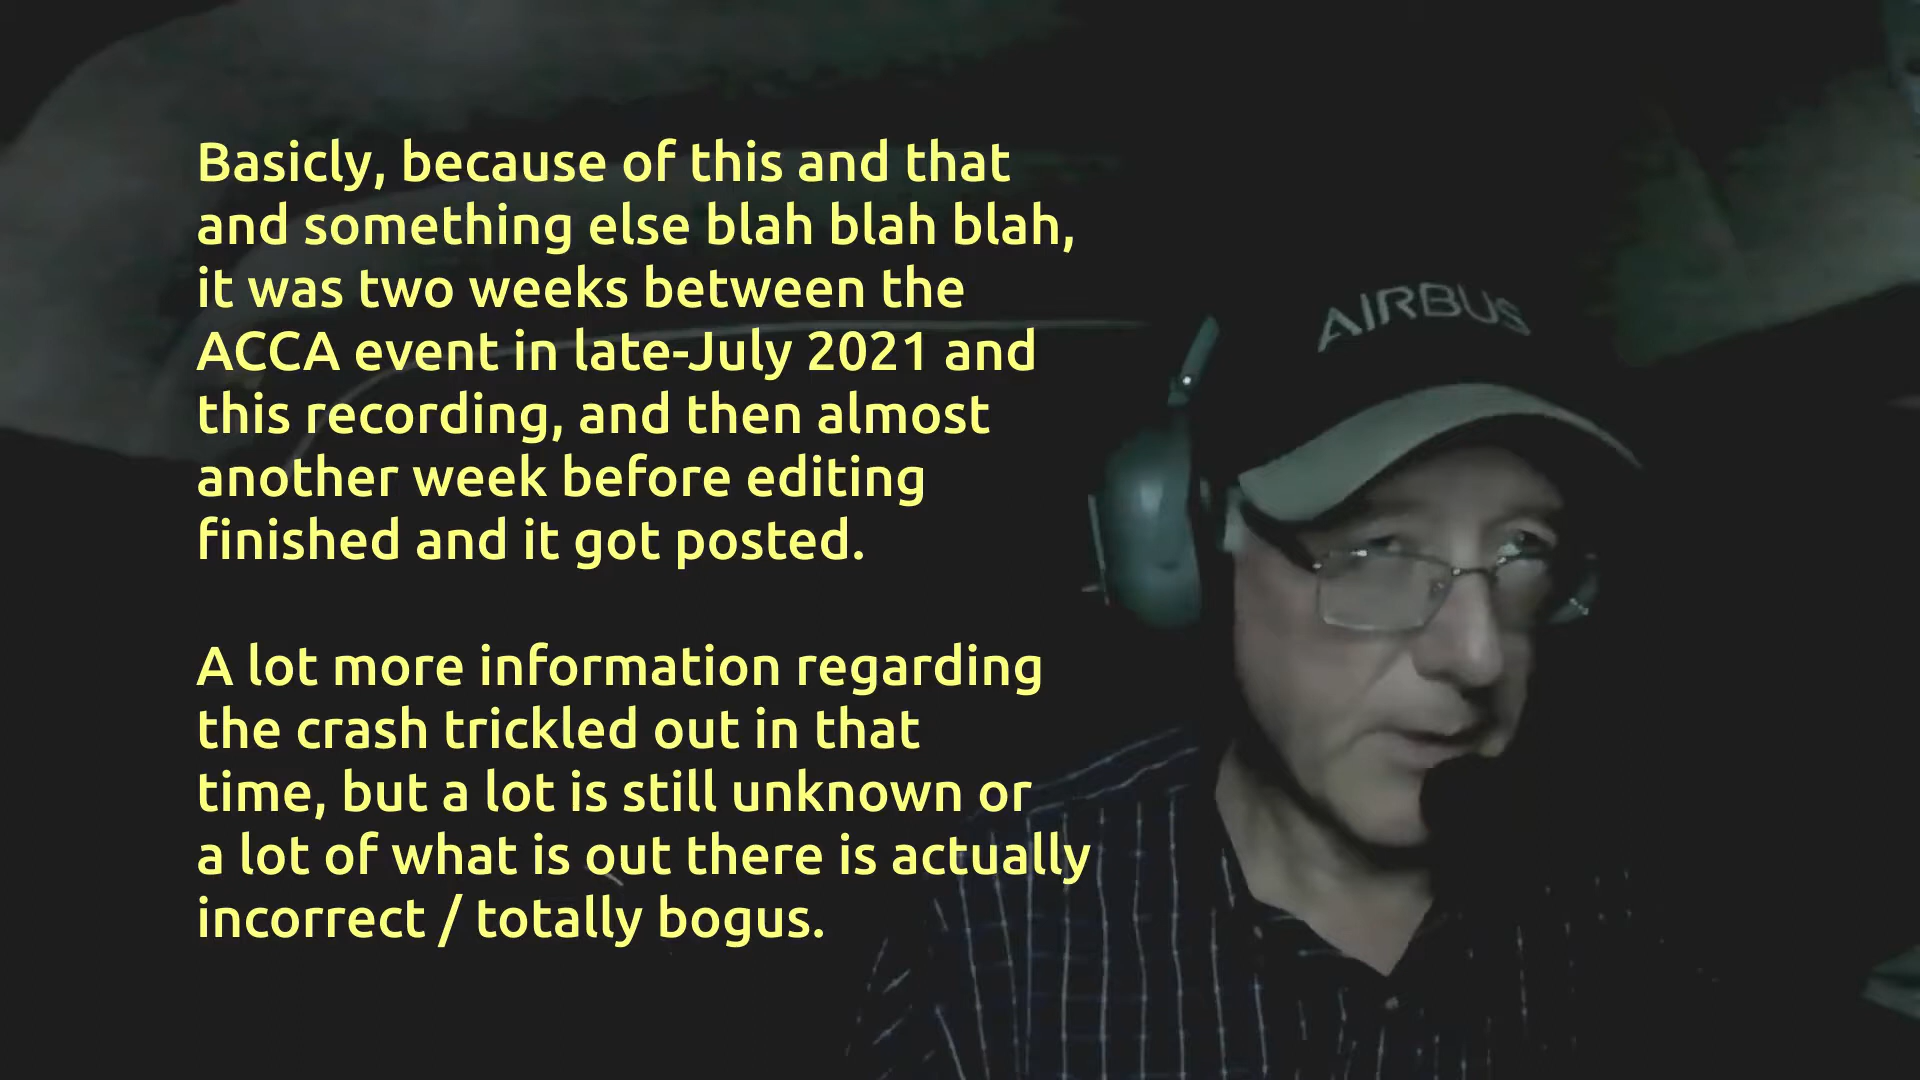 Basicly, because of this and that
and something else blah blah blah,
it was two weeks between the
ACCA event in late-July 2021 and
this recording, and then almost
another week before editing
finished and it got posted.
A lot more information regarding
the crash trickled out in that
time, but a lot is still unknown or
a lot of what is out there is actually
incorrect / totally bogus.
AIRBUS